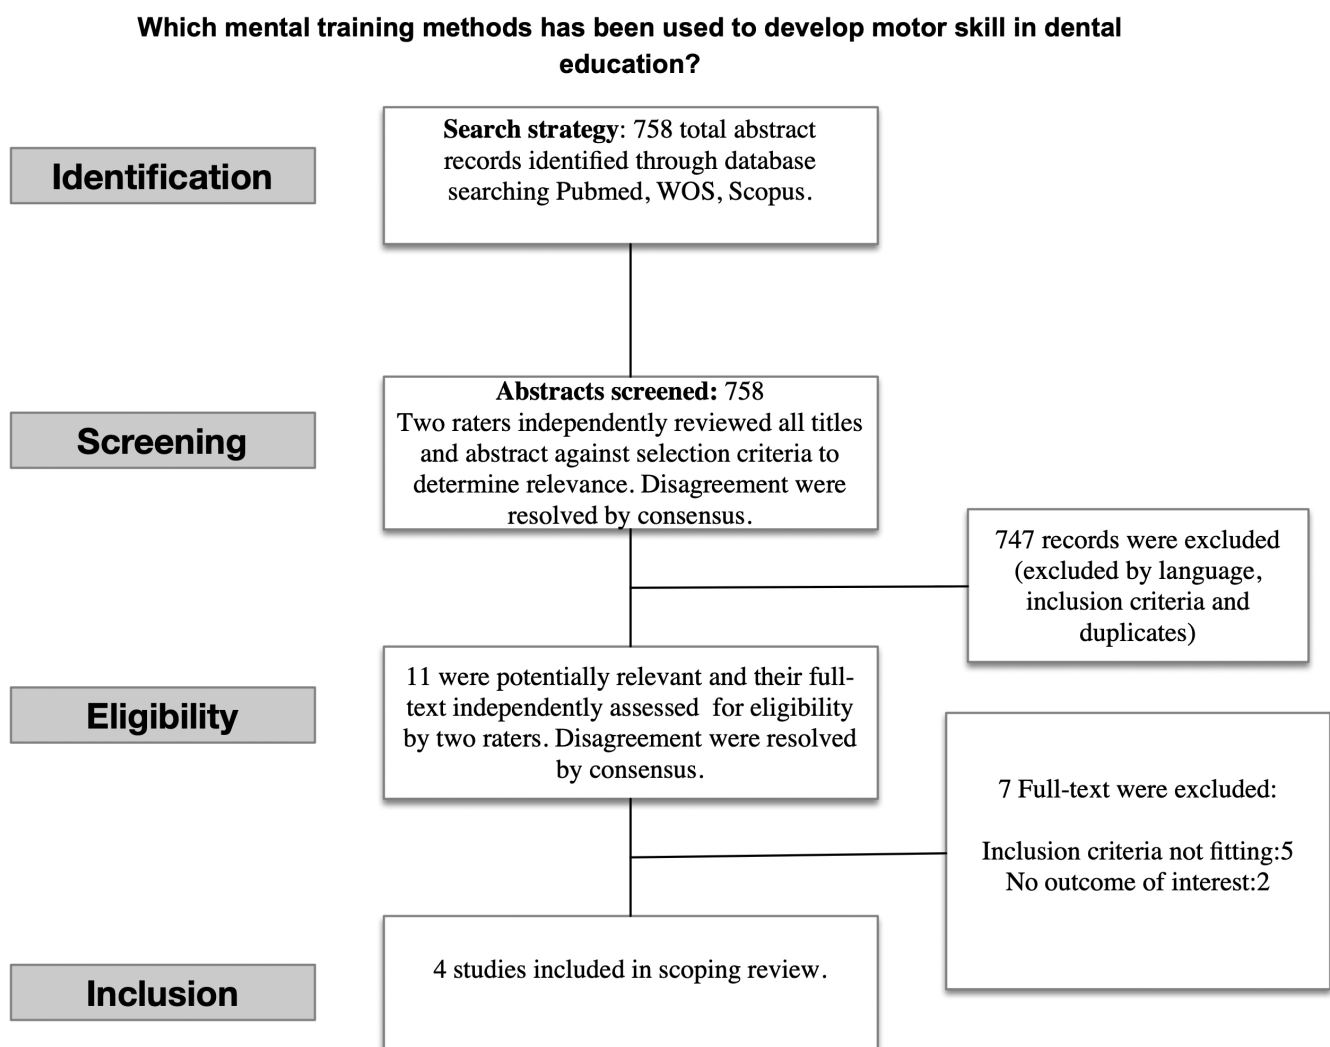 Which mental training methods has been used to develop motor skill in dental
education?
Identification
Search strategy: 758 total abstract
records identified through database
searching Pubmed, WOS, Scopus.
Screening
Abstracts screened: 758
Two raters independently reviewed all titles
and abstract against selection criteria to
determine relevance. Disagreement were
resolved by consensus.
747 records were excluded
(excluded by language,
inclusion criteria and
duplicates)
Eligibility
11 were potentially relevant and their full-
text independently assessed for eligibility
by two raters. Disagreement were resolved
by consensus.
7 Full-text were excluded:
Inclusion criteria not fitting:5
No outcome of interest:2
Inclusion
4 studies included in scoping review.